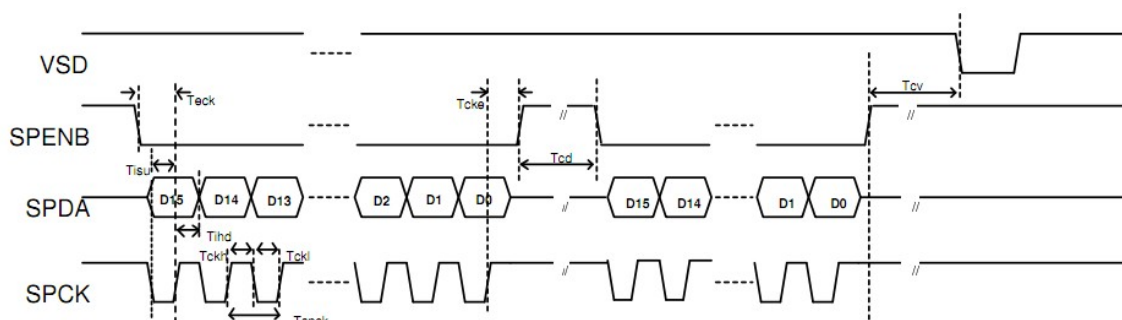 VSD
Teck
Tcke
Tcv
SPENB
Tisu
Tcd
SPDA
D15 D14 D13 D2 D1 D0 D15 D14 D1 D0
Tihd
Tckh Tckl
SPCK